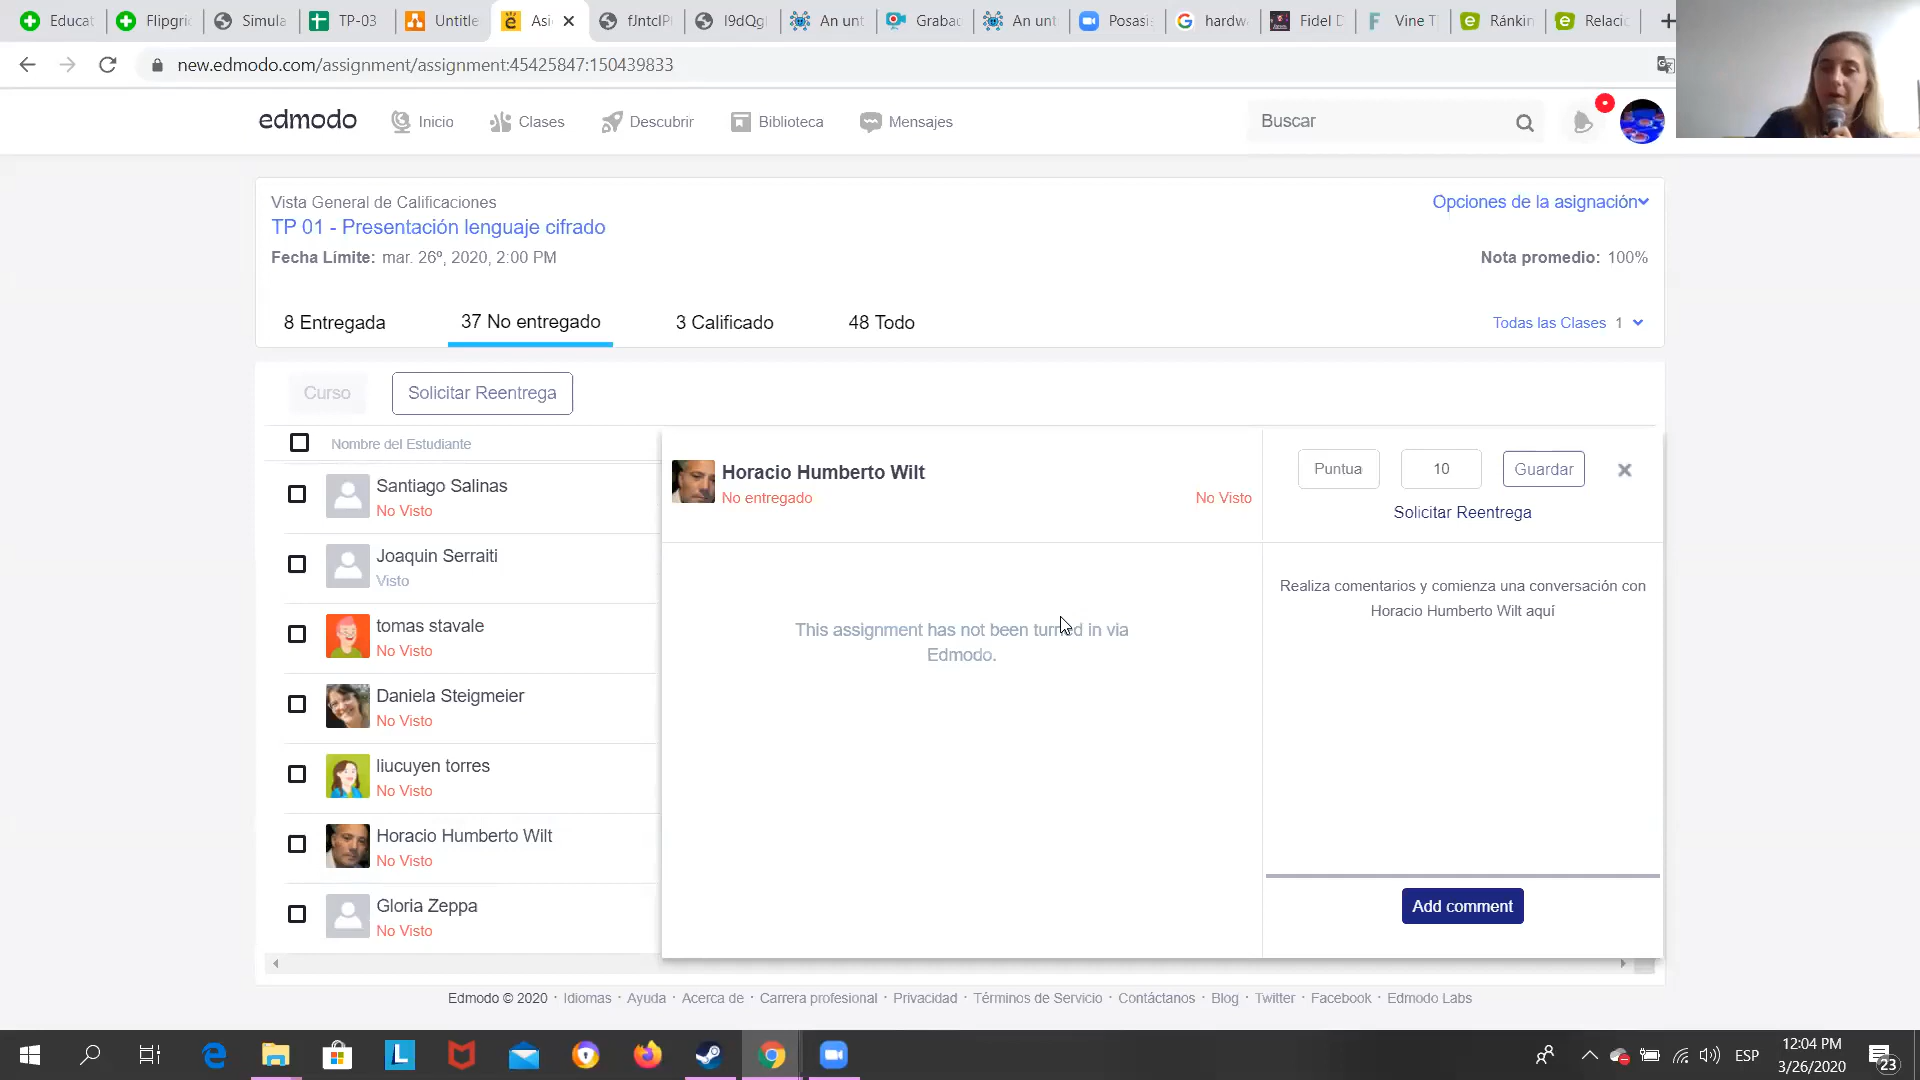 Educat
Flipgri
Simula
TP-03
Untitle
Asi
fJntclP
I9dQg
An unt
Grabac
An unt
Posasi
hardw
Fidel D
Vine T
Ránkin
Relaci
new.edmodo.com/assignment/assignment:45425847:150439833
edmodo
Inicio
Clases
Descubrir
Biblioteca
Mensajes
Buscar
Vista General de Calificaciones
Opciones de la asignación
TP 01 - Presentación lenguaje cifrado
Fecha Límite: mar. 26º, 2020, 2:00 PM
Nota promedio: 100%
8 Entregada
37 No entregado
3 Calificado
48 Todo
Todas las Clases 1
Curso
Solicitar Reentrega
Nombre del Estudiante
Santiago Salinas
No Visto
Joaquin Serraiti
Visto
tomas stavale
No Visto
Daniela Steigmeier
No Visto
liucuyen torres
No Visto
Horacio Humberto Wilt
No Visto
Gloria Zeppa
No Visto
Horacio Humberto Wilt
No entregado
No Visto
This assignment has not been turned in via
Edmodo.
Puntua
10
Guardar
Solicitar Reentrega
Realiza comentarios y comienza una conversación con
Horacio Humberto Wilt aquí
Add comment
Edmodo © 2020 · Idiomas · Ayuda · Acerca de · Carrera profesional · Privacidad · Términos de Servicio · Contáctanos · Blog · Twitter · Facebook · Edmodo Labs
ESP
12:04 PM
3/26/2020
23